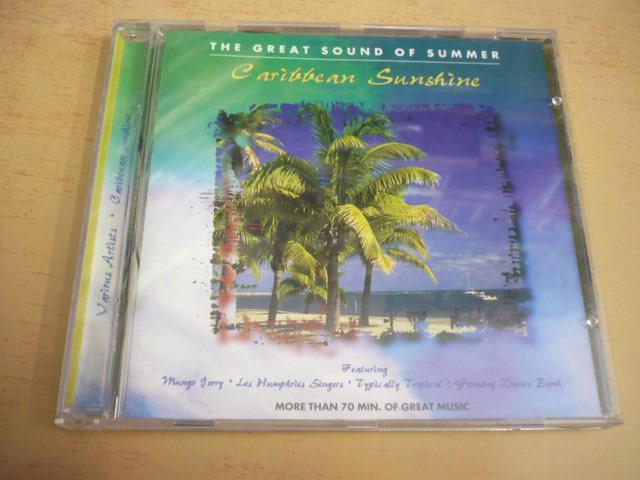 THE GREAT SOUND OF SUMMER
Caribbean Sunshine
Various Artists • Caribbean Sunshine
Featuring
Mungo Jerry • Les Humphries Singers • Typically Tropical • Goombay Dance Band
MORE THAN 70 MIN. OF GREAT MUSIC